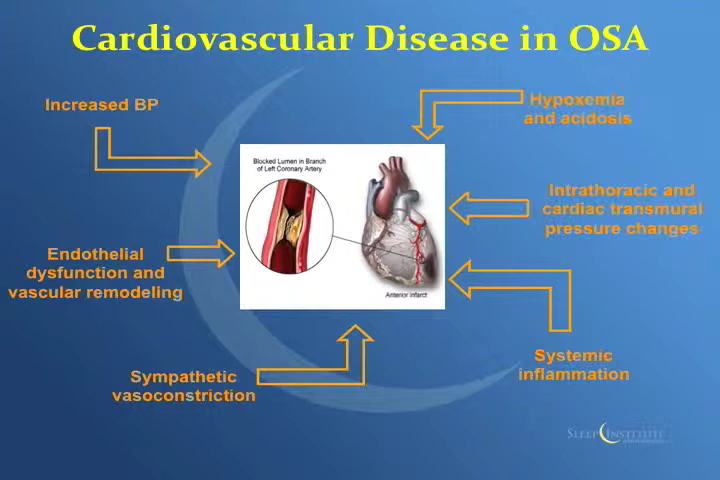 Cardiovascular Disease in OSA
Increased BP
Hypoxemia
and acidosis
Blocked Lumen in Branch
of Left Coronary Artery
Intrathoracic and
cardiac transmural
pressure changes
Endothelial
dysfunction and
vascular remodeling
Anterior Infarct
Systemic
inflammation
Sympathetic
vasoconstriction
SLEEP INSTITUTE